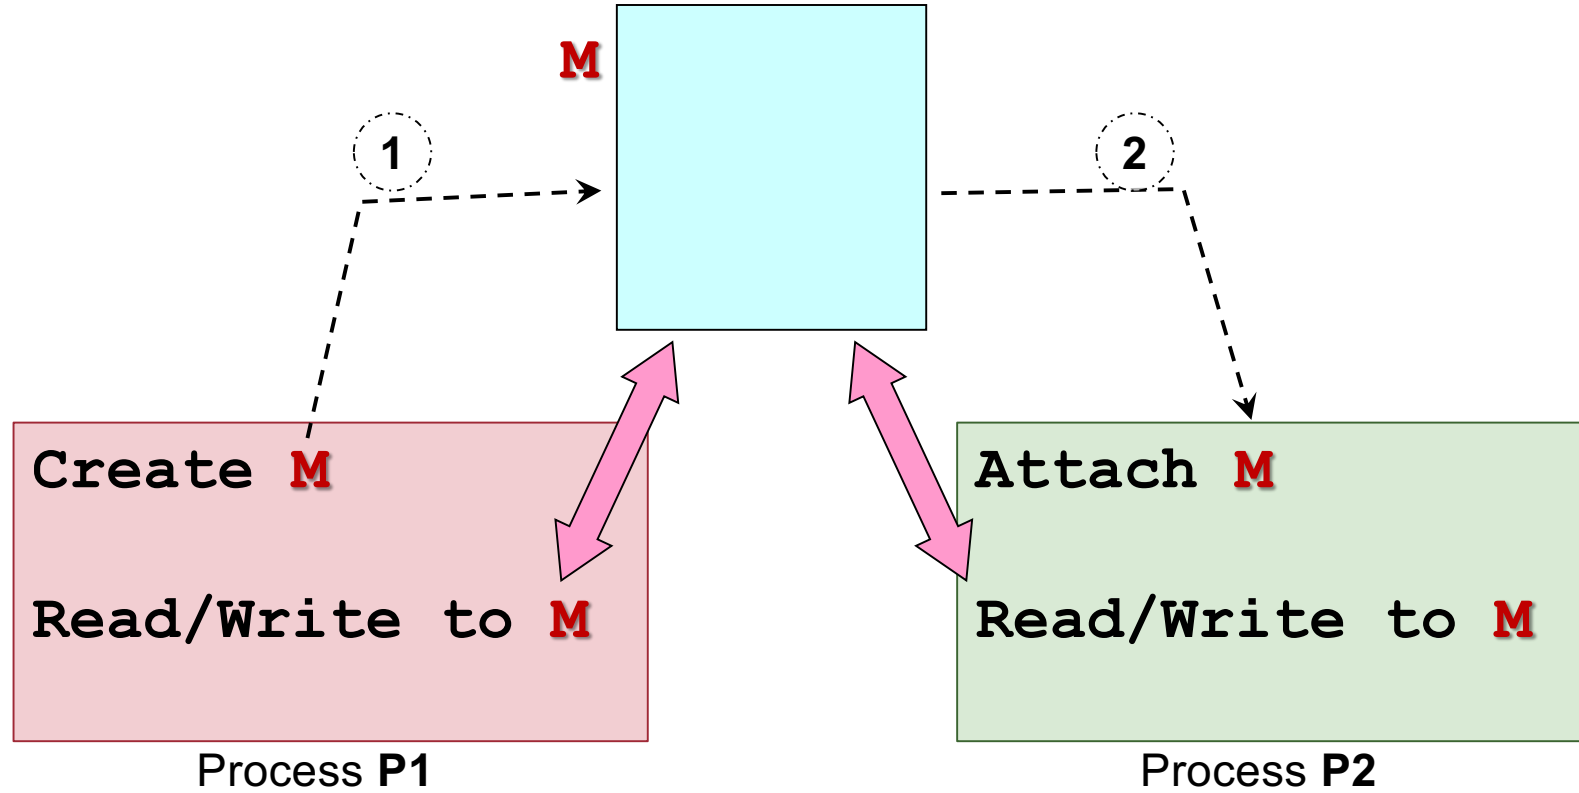 M
1
2
Create M
Read/Write to M
Process P1
Attach M
Read/Write to M
Process P2